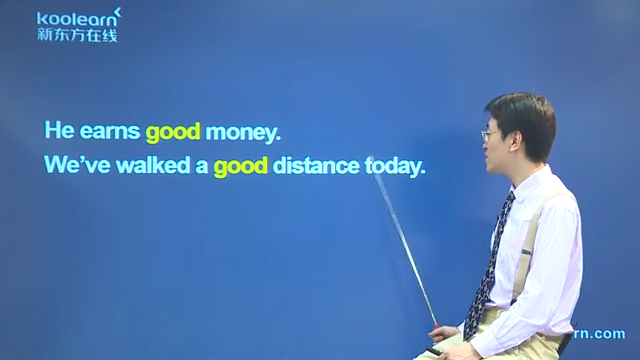 koolearn
新东方在线
He earns good money.
We've walked a good distance today.
rn.com